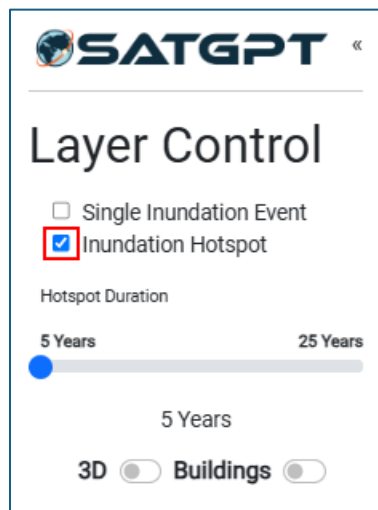 SATGPT «
Layer Control
Single Inundation Event
Inundation Hotspot
Hotspot Duration
5 Years 25 Years
5 Years
3D Buildings